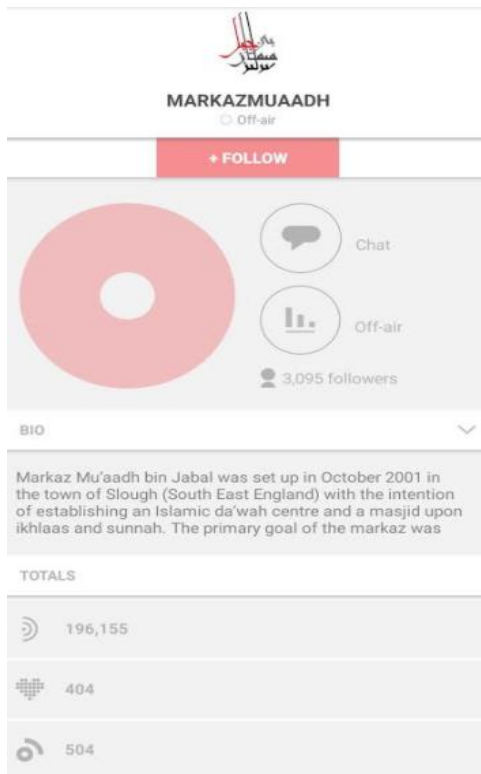 MARKAZMUAADH
Off-air
+ FOLLOW
Chat
Off-air
3,095 followers
BIO
Markaz Mu'aadh bin Jabal was set up in October 2001 in
the town of Slough (South East England) with the intention
of establishing an Islamic da'wah centre and a masjid upon
ikhlaas and sunnah. The primary goal of the markaz was
TOTALS
196,155
404
504